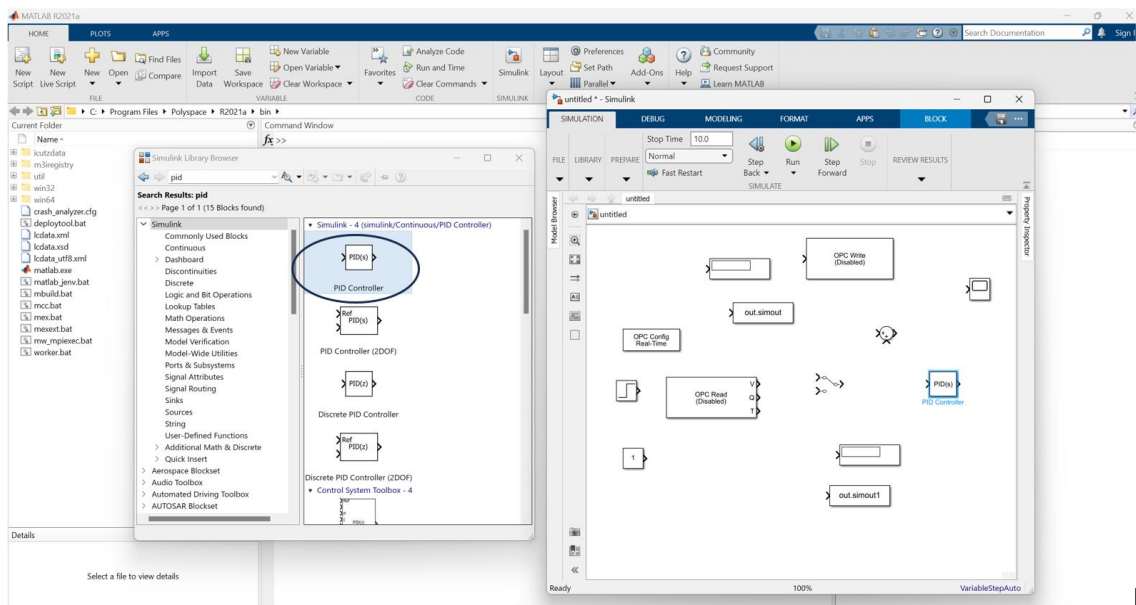 MATLAB R2021a
HOME PLOTS APPS
Search Documentation
Sign I
New Script
New Live Script
New
Open
Find Files
Compare
Import Data
Save Workspace
New Variable
Open Variable
Clear Workspace
Favorites
Analyze Code
Run and Time
Clear Commands
Simulink
Layout
Preferences
Set Path
Parallel
Add-Ons
Help
Community
Request Support
Learn MATLAB
FILE VARIABLE CODE SIMULINK
C: Program Files Polyspace R2021a bin
Current Folder
Name
icutzdata
m3iregistry
util
win32
win64
crash_analyzer.cfg
deploytool.bat
lcdata.xml
lcdata.xsd
lcdata_utf8.xml
matlab.exe
matlab_jenv.bat
mbuild.bat
mcc.bat
mex.bat
mexext.bat
mw_mpiexec.bat
worker.bat
Details
Select a file to view details
Command Window
fx >>
Simulink Library Browser
pid
Search Results: pid
<< >> Page 1 of 1 (15 Blocks found)
Simulink
Commonly Used Blocks
Continuous
Dashboard
Discontinuities
Discrete
Logic and Bit Operations
Lookup Tables
Math Operations
Messages & Events
Model Verification
Model-Wide Utilities
Ports & Subsystems
Signal Attributes
Signal Routing
Sinks
Sources
String
User-Defined Functions
Additional Math & Discrete
Quick Insert
Aerospace Blockset
Audio Toolbox
Automated Driving Toolbox
AUTOSAR Blockset
Simulink - 4 (simulink/Continuous/PID Controller)
PID(s)
PID Controller
Ref
PID(s)
PID Controller (2DOF)
PID(z)
Discrete PID Controller
Ref
PID(z)
Discrete PID Controller (2DOF)
Control System Toolbox - 4
untitled * - Simulink
SIMULATION DEBUG MODELING FORMAT APPS BLOCK
FILE
LIBRARY
PREPARE
Stop Time 10.0
Normal
Fast Restart
Step Back
Run
Step Forward
Stop
REVIEW RESULTS
SIMULATE
Model Browser
untitled
untitled
Property Inspector
OPC Write
(Disabled)
out.simout
OPC Config
Real-Time
OPC Read
(Disabled)
V
Q
T
PID(s)
PID Controller
1
out.simout1
Ready
100%
VariableStepAuto